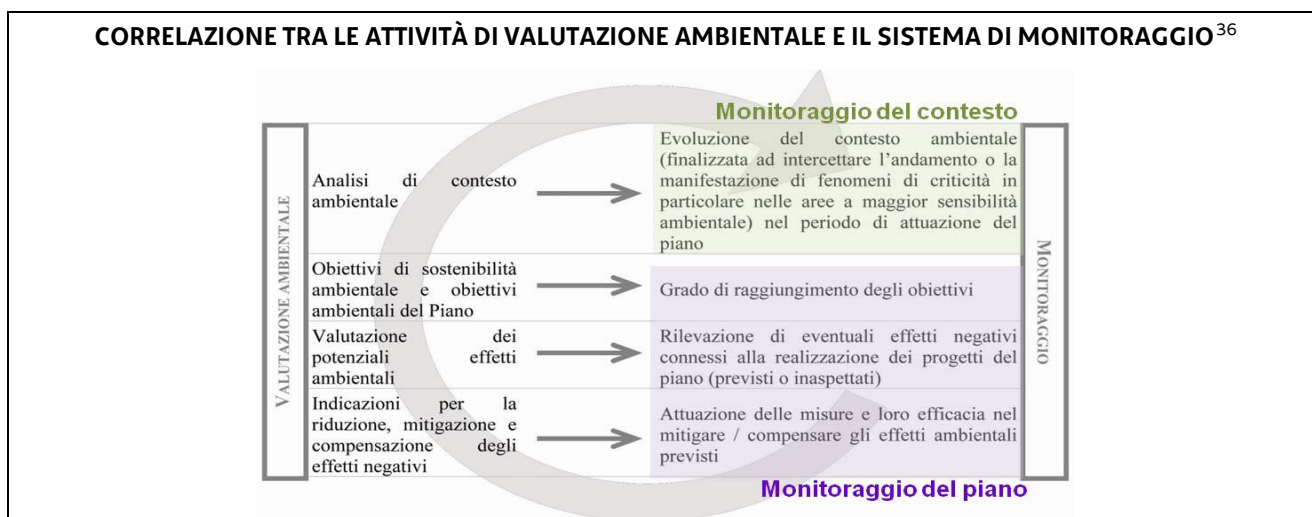 CORRELAZIONE TRA LE ATTIVITÀ DI VALUTAZIONE AMBIENTALE E IL SISTEMA DI MONITORAGGIO36
Monitoraggio del contesto
VALUTAZIONE AMBIENTALE
Analisi di contesto
ambientale
Evoluzione del contesto ambientale
(finalizzata ad intercettare l'andamento o la
manifestazione di fenomeni di criticità in
particolare nelle aree a maggior sensibilità
ambientale) nel periodo di attuazione del
piano
Obiettivi di sostenibilità
ambientale e obiettivi
ambientali del Piano
Grado di raggiungimento degli obiettivi
Valutazione dei
potenziali effetti
ambientali
Rilevazione di eventuali effetti negativi
connessi alla realizzazione dei progetti del
piano (previsti o inaspettati)
Indicazioni per la
riduzione, mitigazione e
compensazione degli
effetti negativi
Attuazione delle misure e loro efficacia nel
mitigare / compensare gli effetti ambientali
previsti
MONITORAGGIO
Monitoraggio del piano